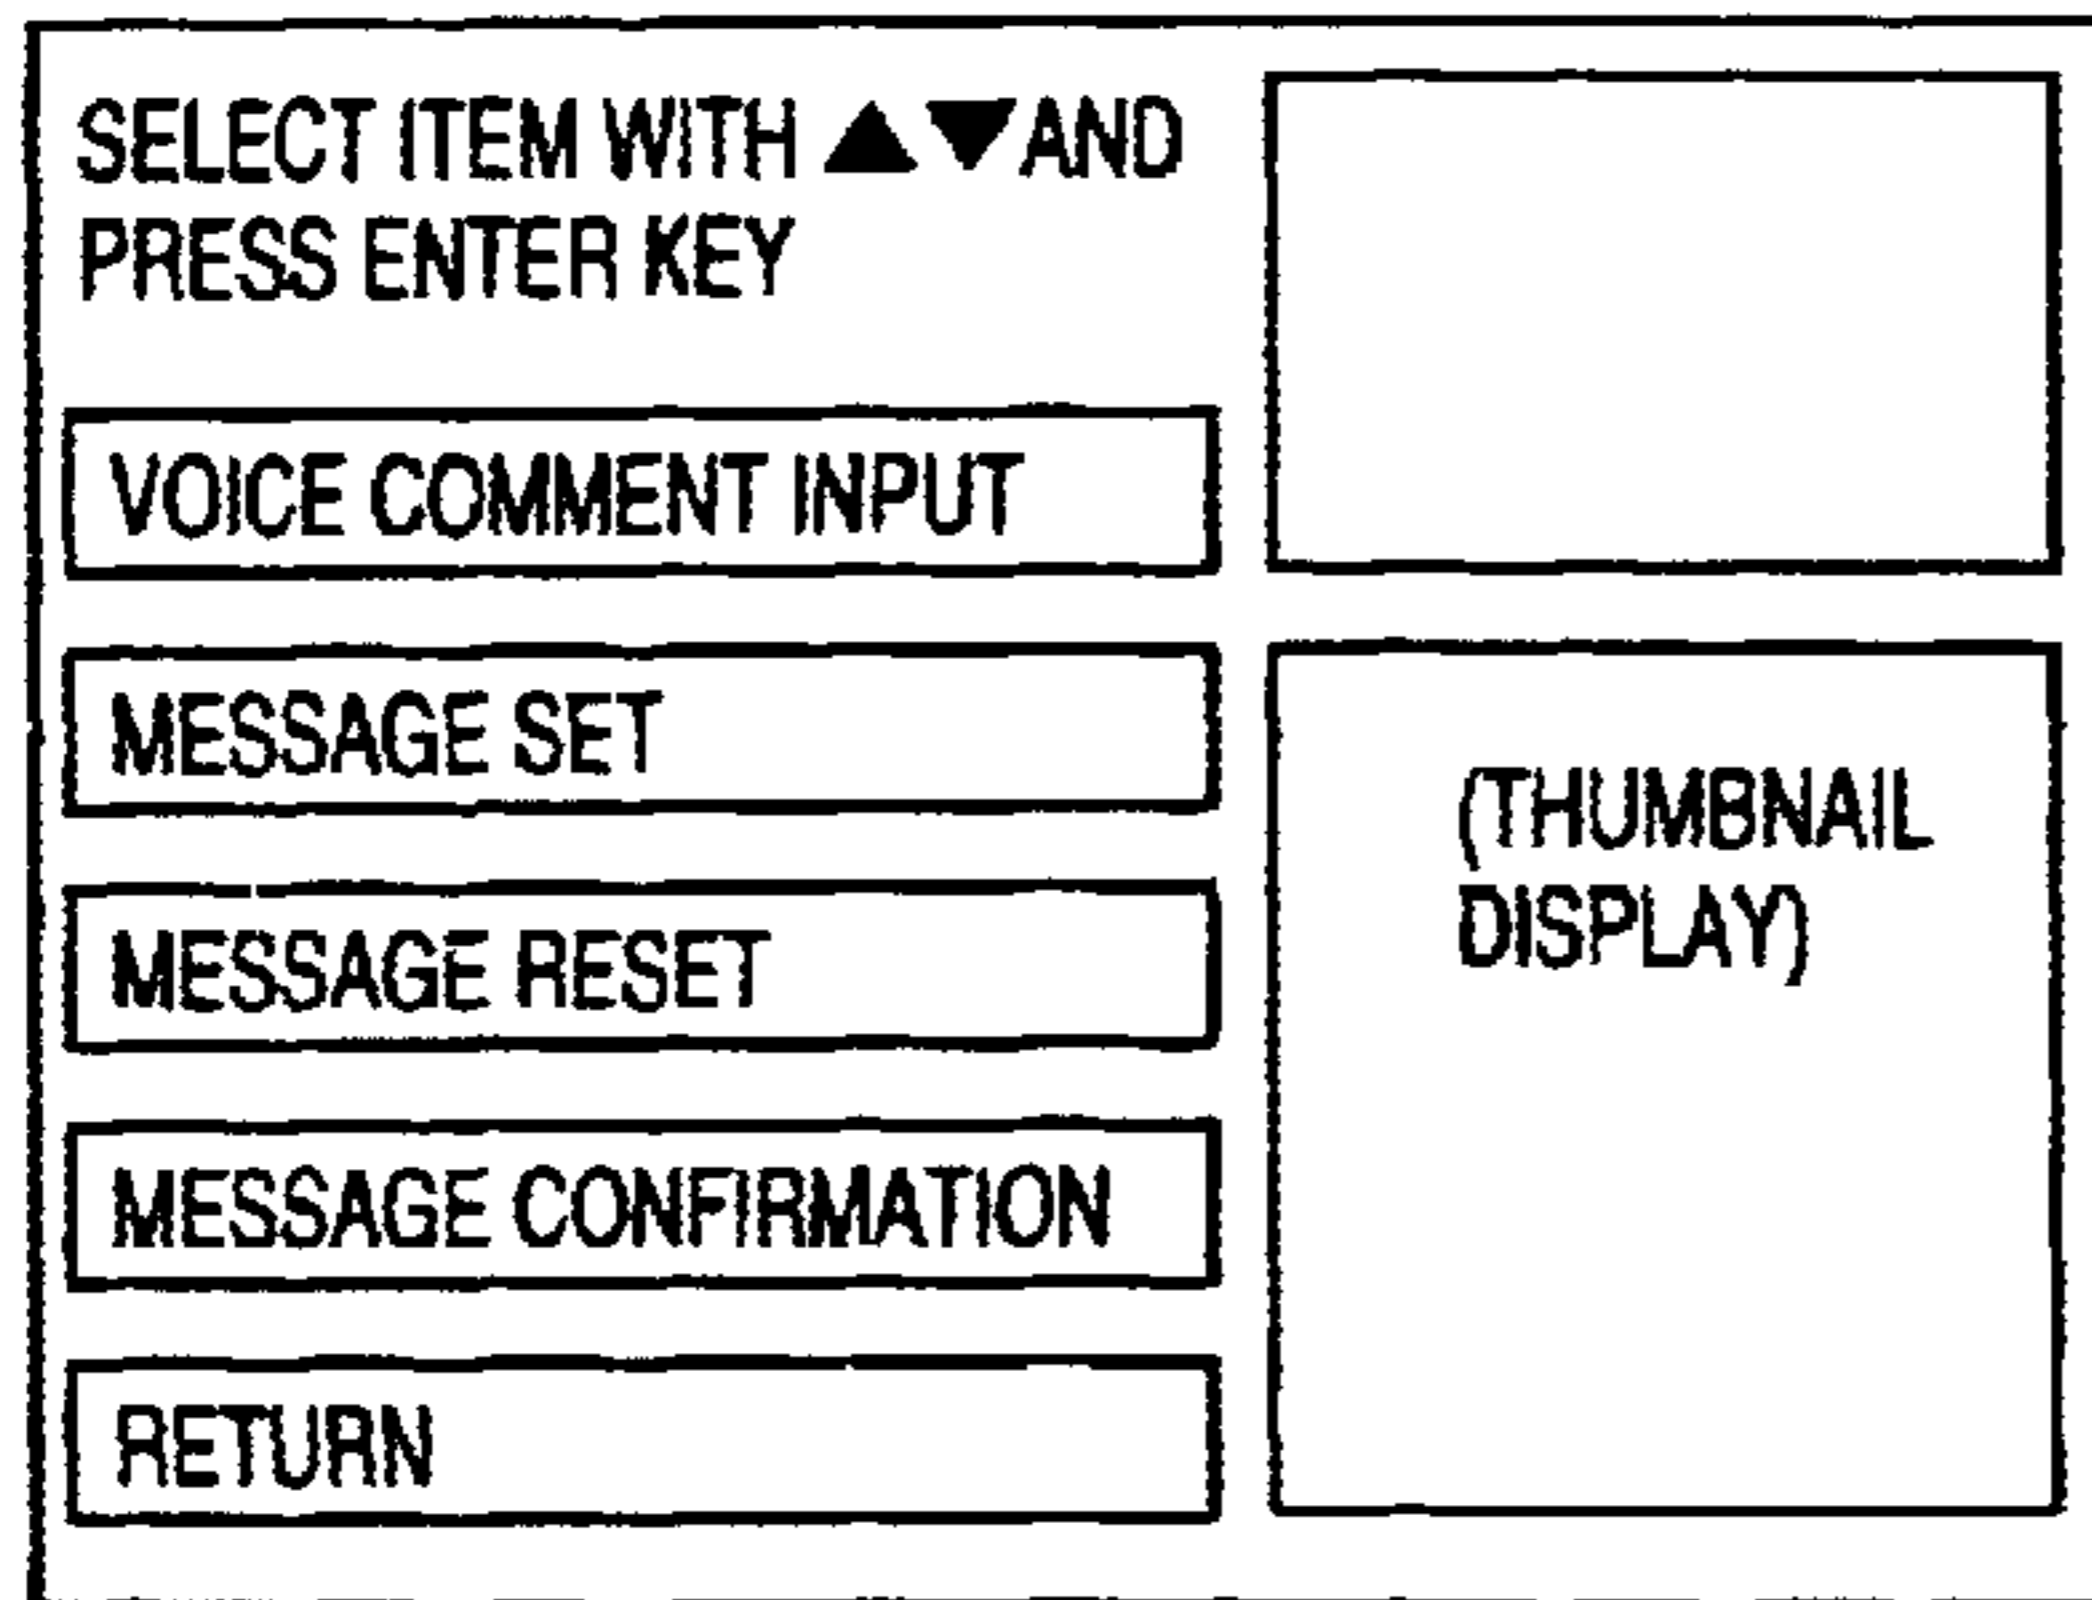 SELECT ITEM WITH ▲▼AND
PRESS ENTER KEY
VOICE COMMENT INPUT
MESSAGE SET
MESSAGE RESET
MESSAGE CONFIRMATION
RETURN
(THUMBNAIL
DISPLAY)